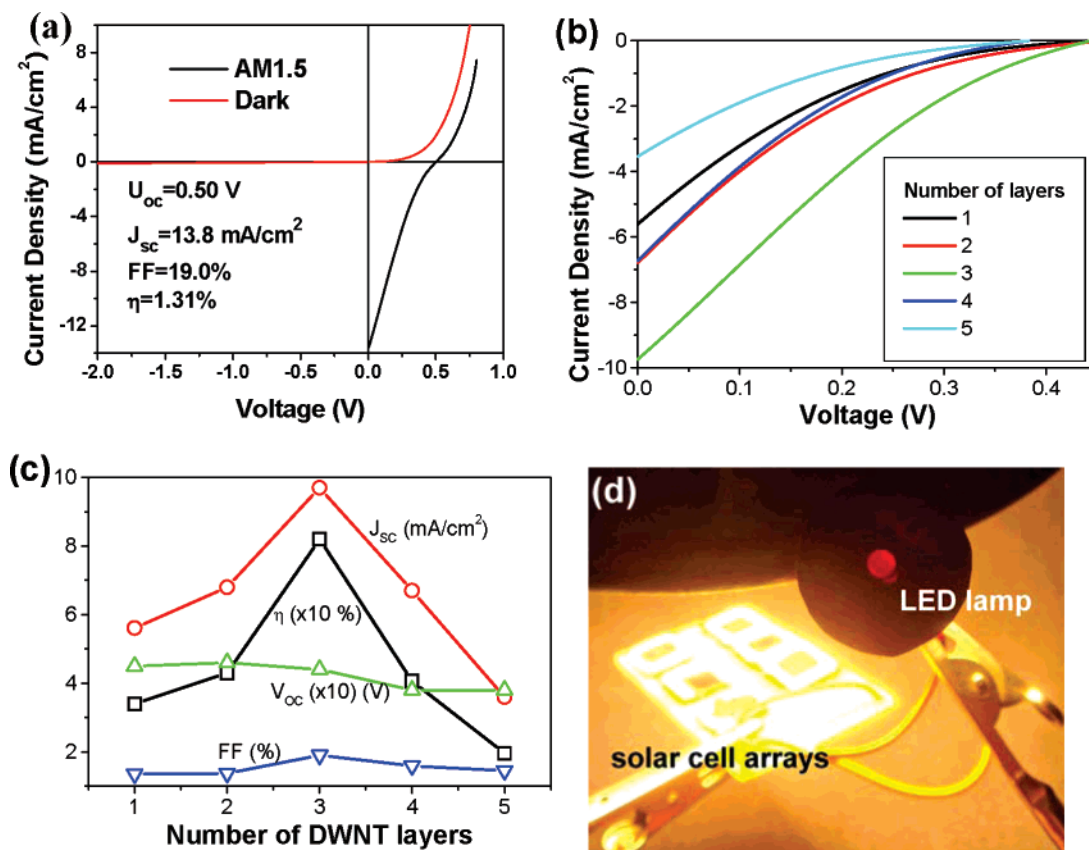 (a)
8
4
0
-4
-8
-12
Current Density (mA/cm²)
AM1.5
Dark
U_oc=0.50 V
J_sc=13.8 mA/cm²
FF=19.0%
η=1.31%
-2.0 -1.5 -1.0 -0.5 0.0 0.5 1.0
Voltage (V)
(b)
0
-2
-4
-6
-8
-10
Current Density (mA/cm²)
Number of layers
1
2
3
4
5
0.0 0.1 0.2 0.3 0.4
Voltage (V)
(c)
10
8
6
4
2
J_SC (mA/cm²)
η (x10 %)
V_OC (x10) (V)
FF (%)
1 2 3 4 5
Number of DWNT layers
(d)
LED lamp
solar cell arrays